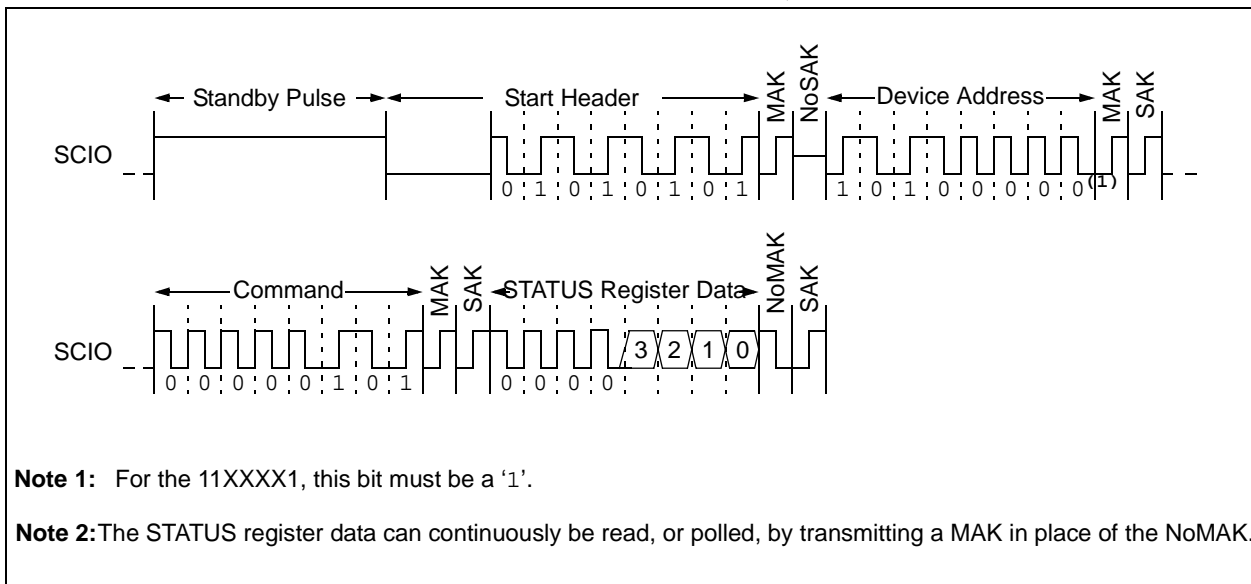 Standby Pulse Start Header MAK NoSAK Device Address MAK SAK
SCIO
0 1 0 1 0 1 0 1 1 0 1 0 0 0 0 0(1)
Command MAK SAK STATUS Register Data NoMAK SAK
SCIO
3 2 1 0
0 0 0 0 0 1 0 1 0 0 0 0
Note 1: For the 11XXXX1, this bit must be a ‘1’.
Note 2:The STATUS register data can continuously be read, or polled, by transmitting a MAK in place of the NoMAK.